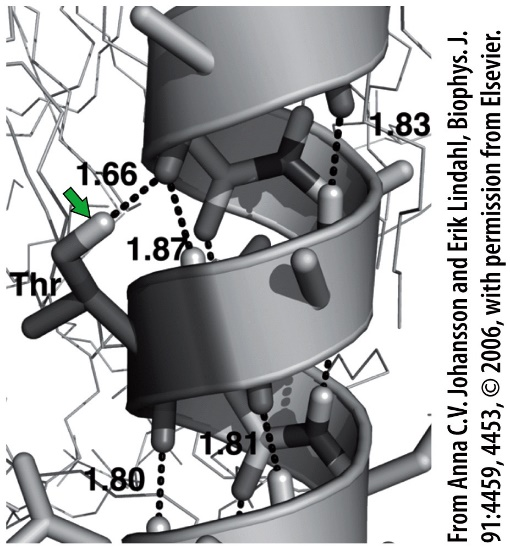 1.83
1.66
1.87
Thr
1.81
1.80
From Anna C.V. Johansson and Erik Lindahl, Biophys. J.
91:4459, 4453, © 2006, with permission from Elsevier.